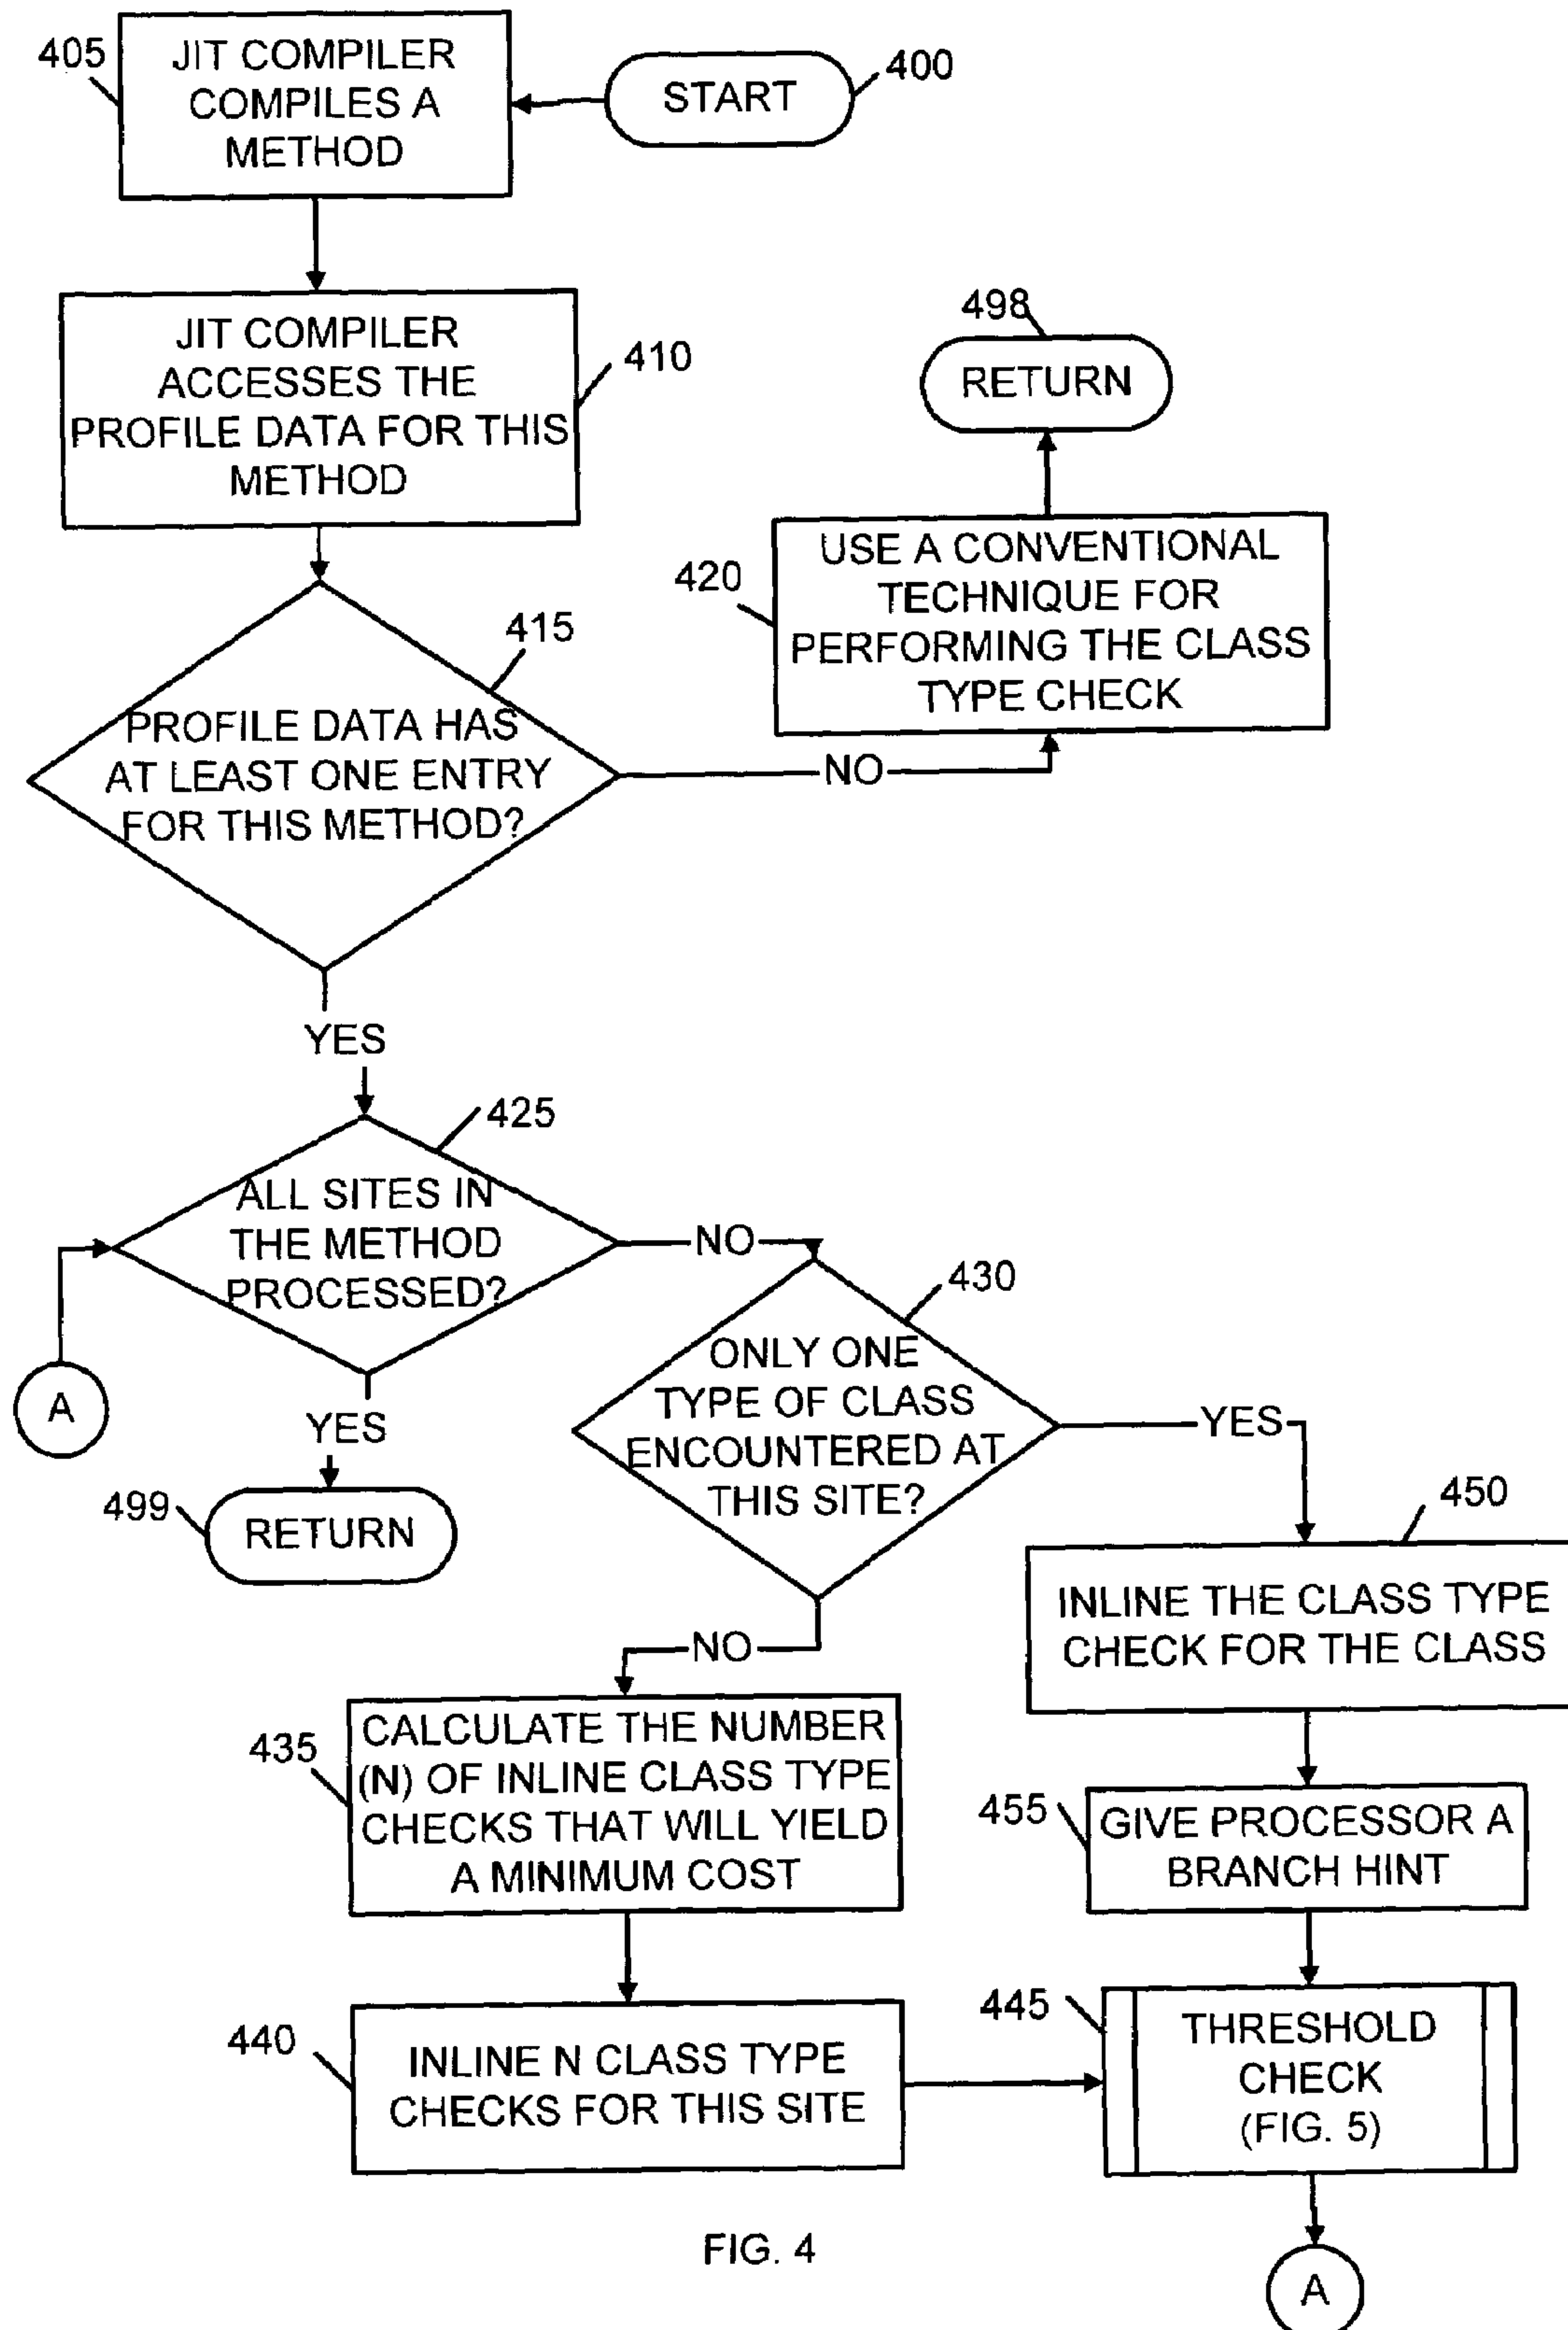 405
JIT COMPILER
COMPILES A
METHOD
START
400
JIT COMPILER
ACCESSES THE
PROFILE DATA FOR THIS
METHOD
410
498
RETURN
420
USE A CONVENTIONAL
TECHNIQUE FOR
PERFORMING THE CLASS
TYPE CHECK
415
PROFILE DATA HAS
AT LEAST ONE ENTRY
FOR THIS METHOD?
NO
YES
425
ALL SITES IN
THE METHOD
PROCESSED?
NO
A
YES
499
RETURN
430
ONLY ONE
TYPE OF CLASS
ENCOUNTERED AT
THIS SITE?
YES
450
INLINE THE CLASS TYPE
CHECK FOR THE CLASS
NO
435
CALCULATE THE NUMBER
(N) OF INLINE CLASS TYPE
CHECKS THAT WILL YIELD
A MINIMUM COST
455
GIVE PROCESSOR A
BRANCH HINT
440
INLINE N CLASS TYPE
CHECKS FOR THIS SITE
445
THRESHOLD
CHECK
(FIG. 5)
A
FIG. 4